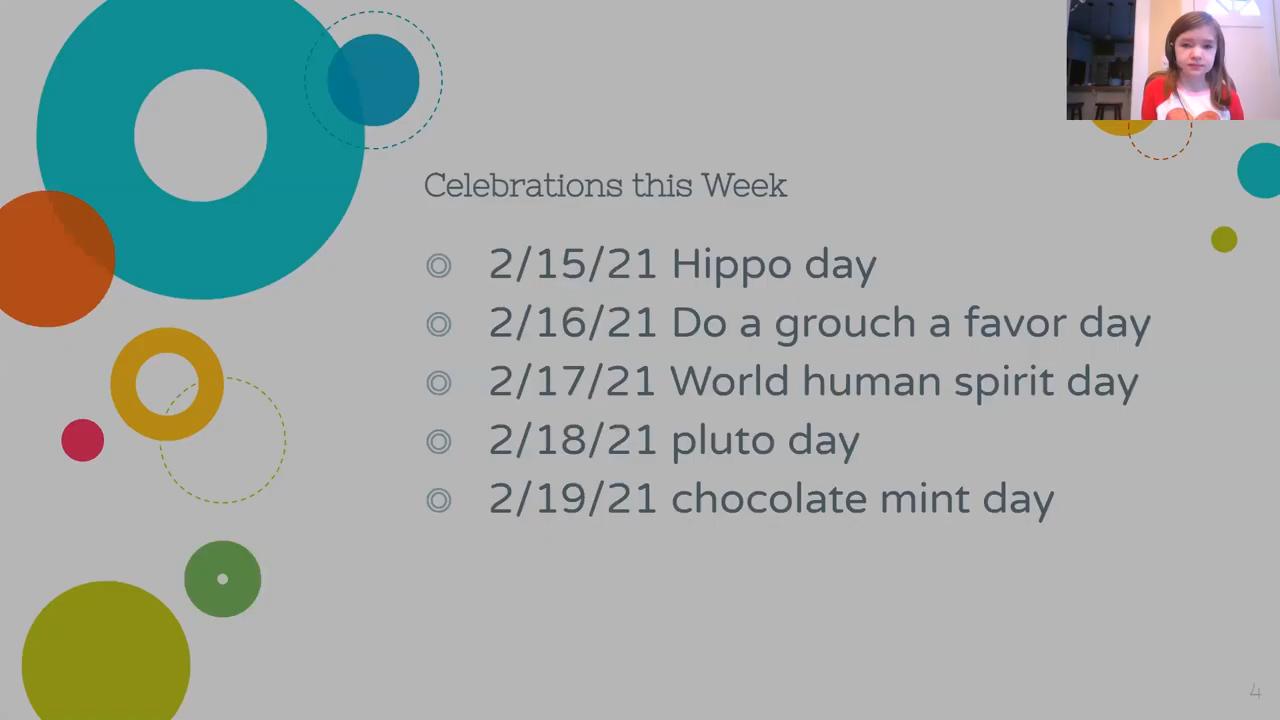 Celebrations this Week
2/15/21 Hippo day
2/16/21 Do a grouch a favor day
2/17/21 World human spirit day
2/18/21 pluto day
2/19/21 chocolate mint day
4